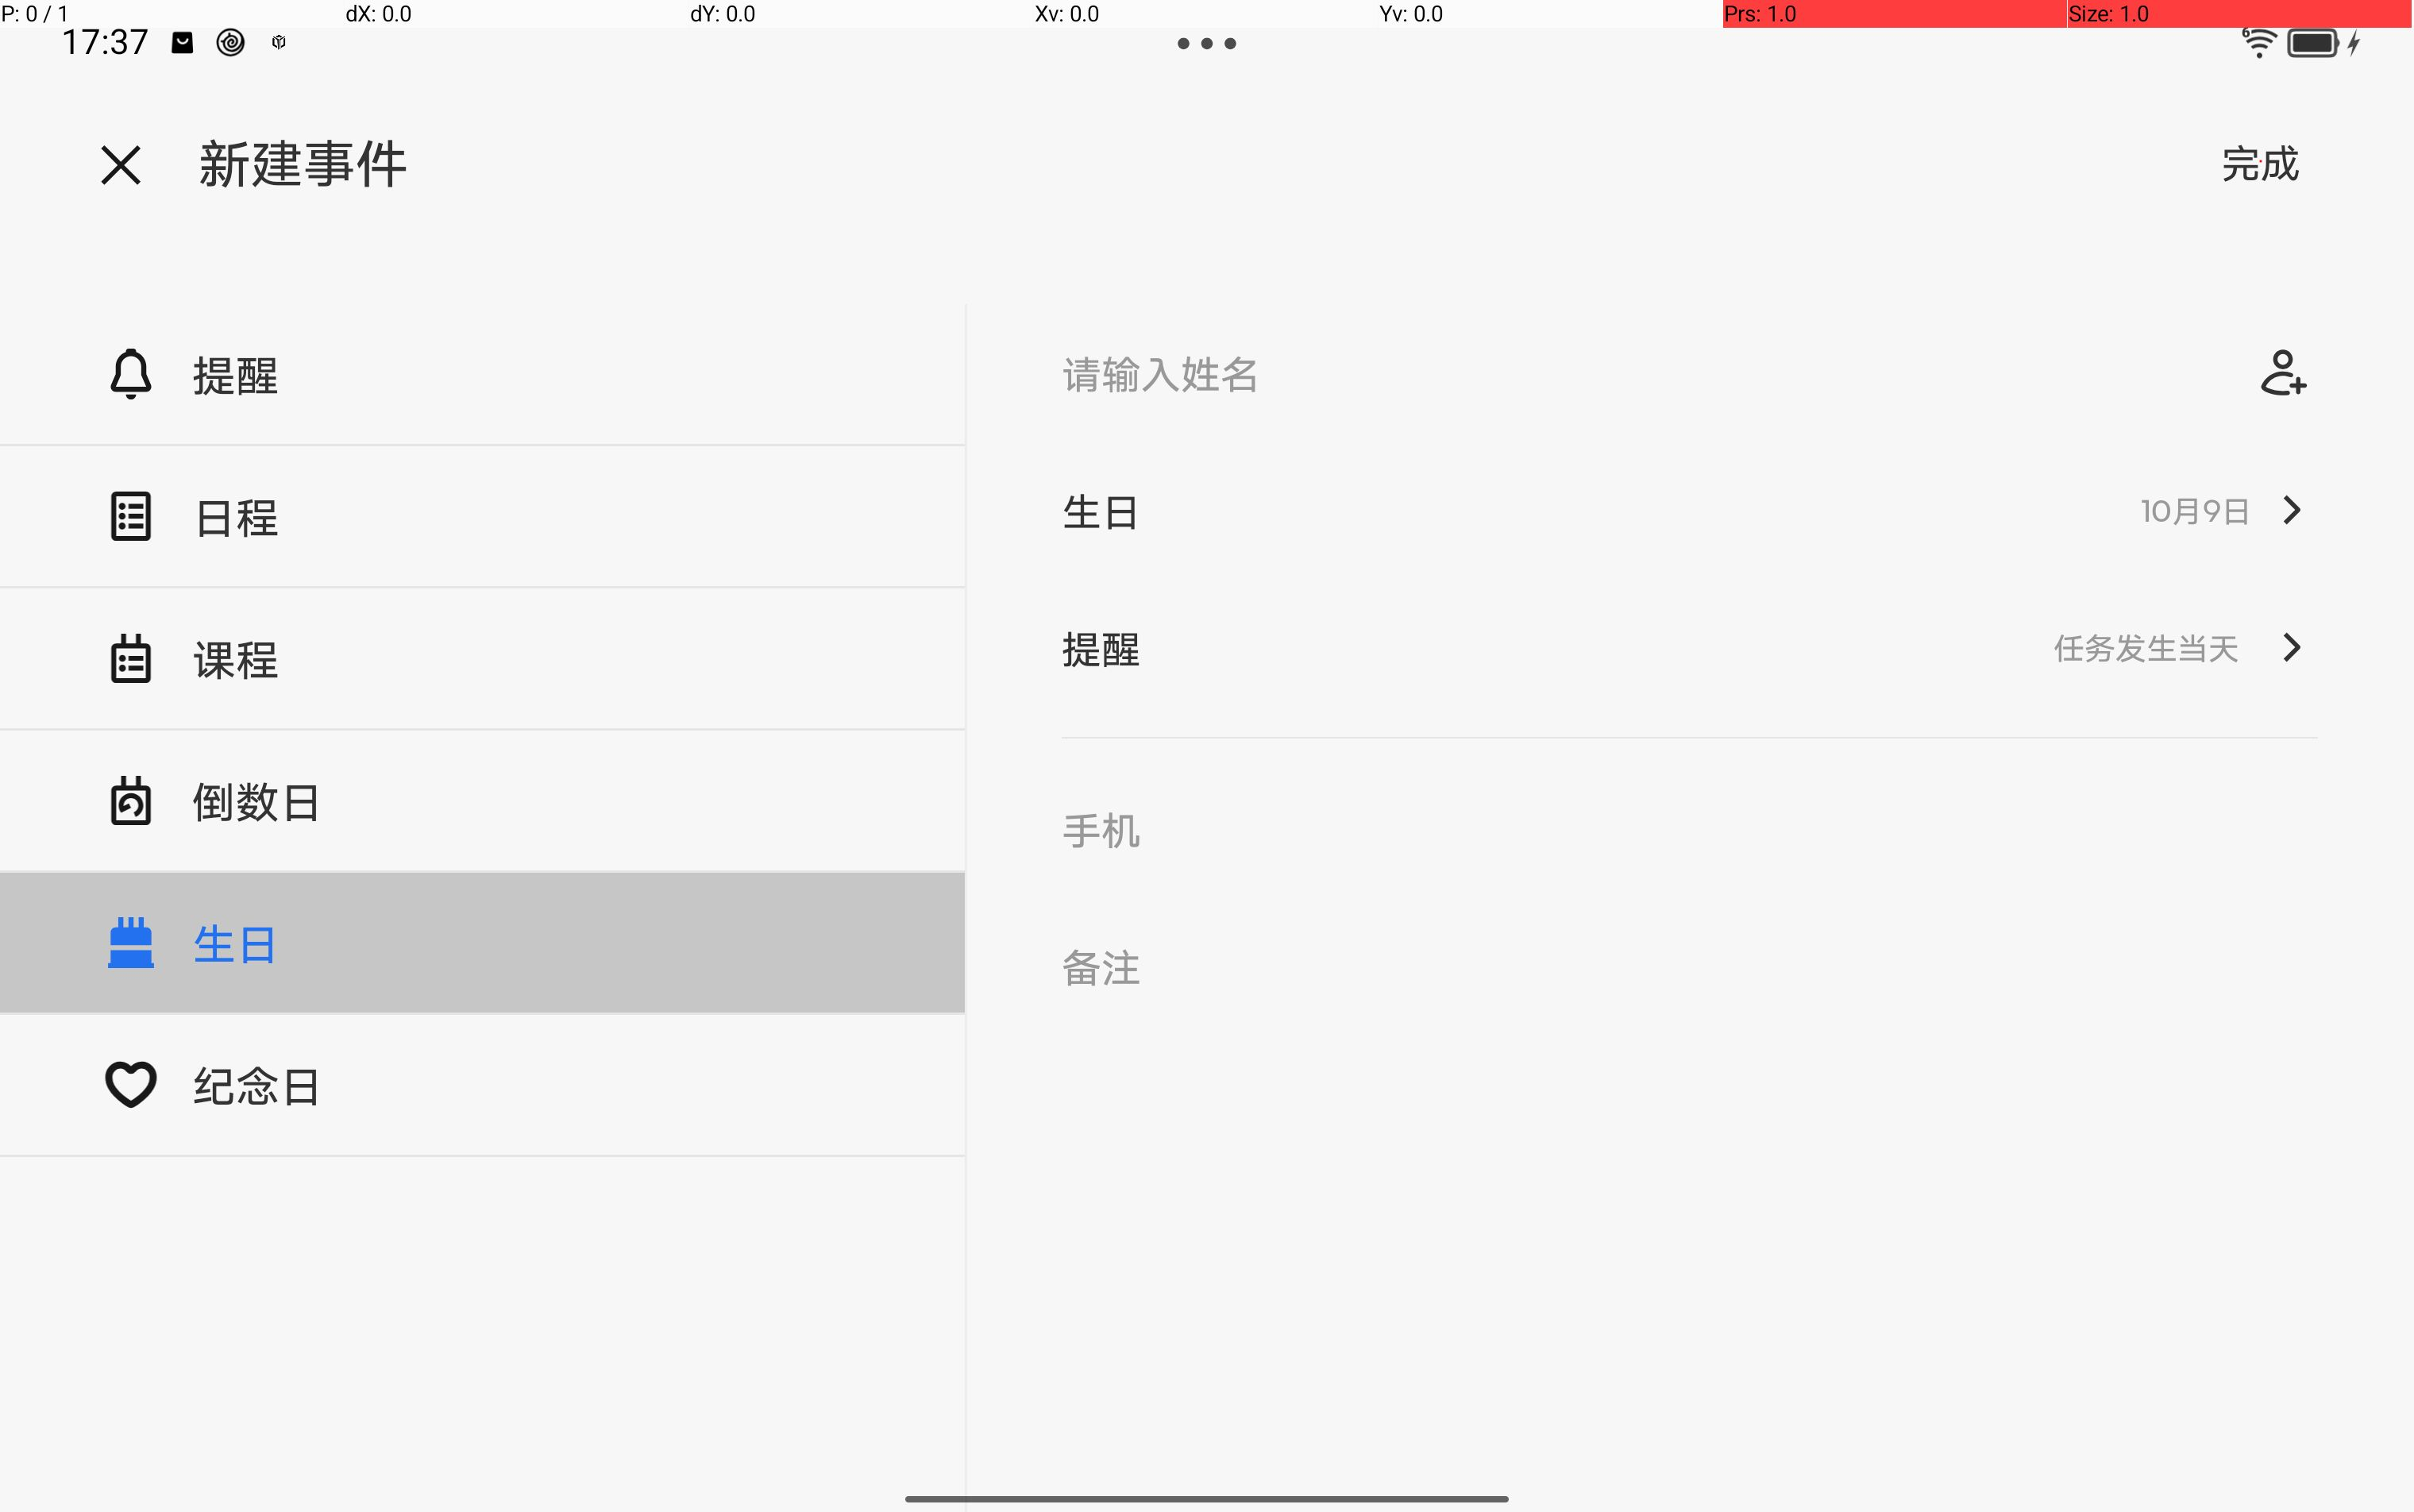 P: 0 / 1 dX: 0.0 dY: 0.0 Xv: 0.0 Yv: 0.0 Prs: 1.0 Size: 1.0
17:37
6
新建事件
完成
提醒
日程
课程
倒数日
生日
纪念日
请输入姓名
生日 10月9日
提醒 任务发生当天
手机
备注